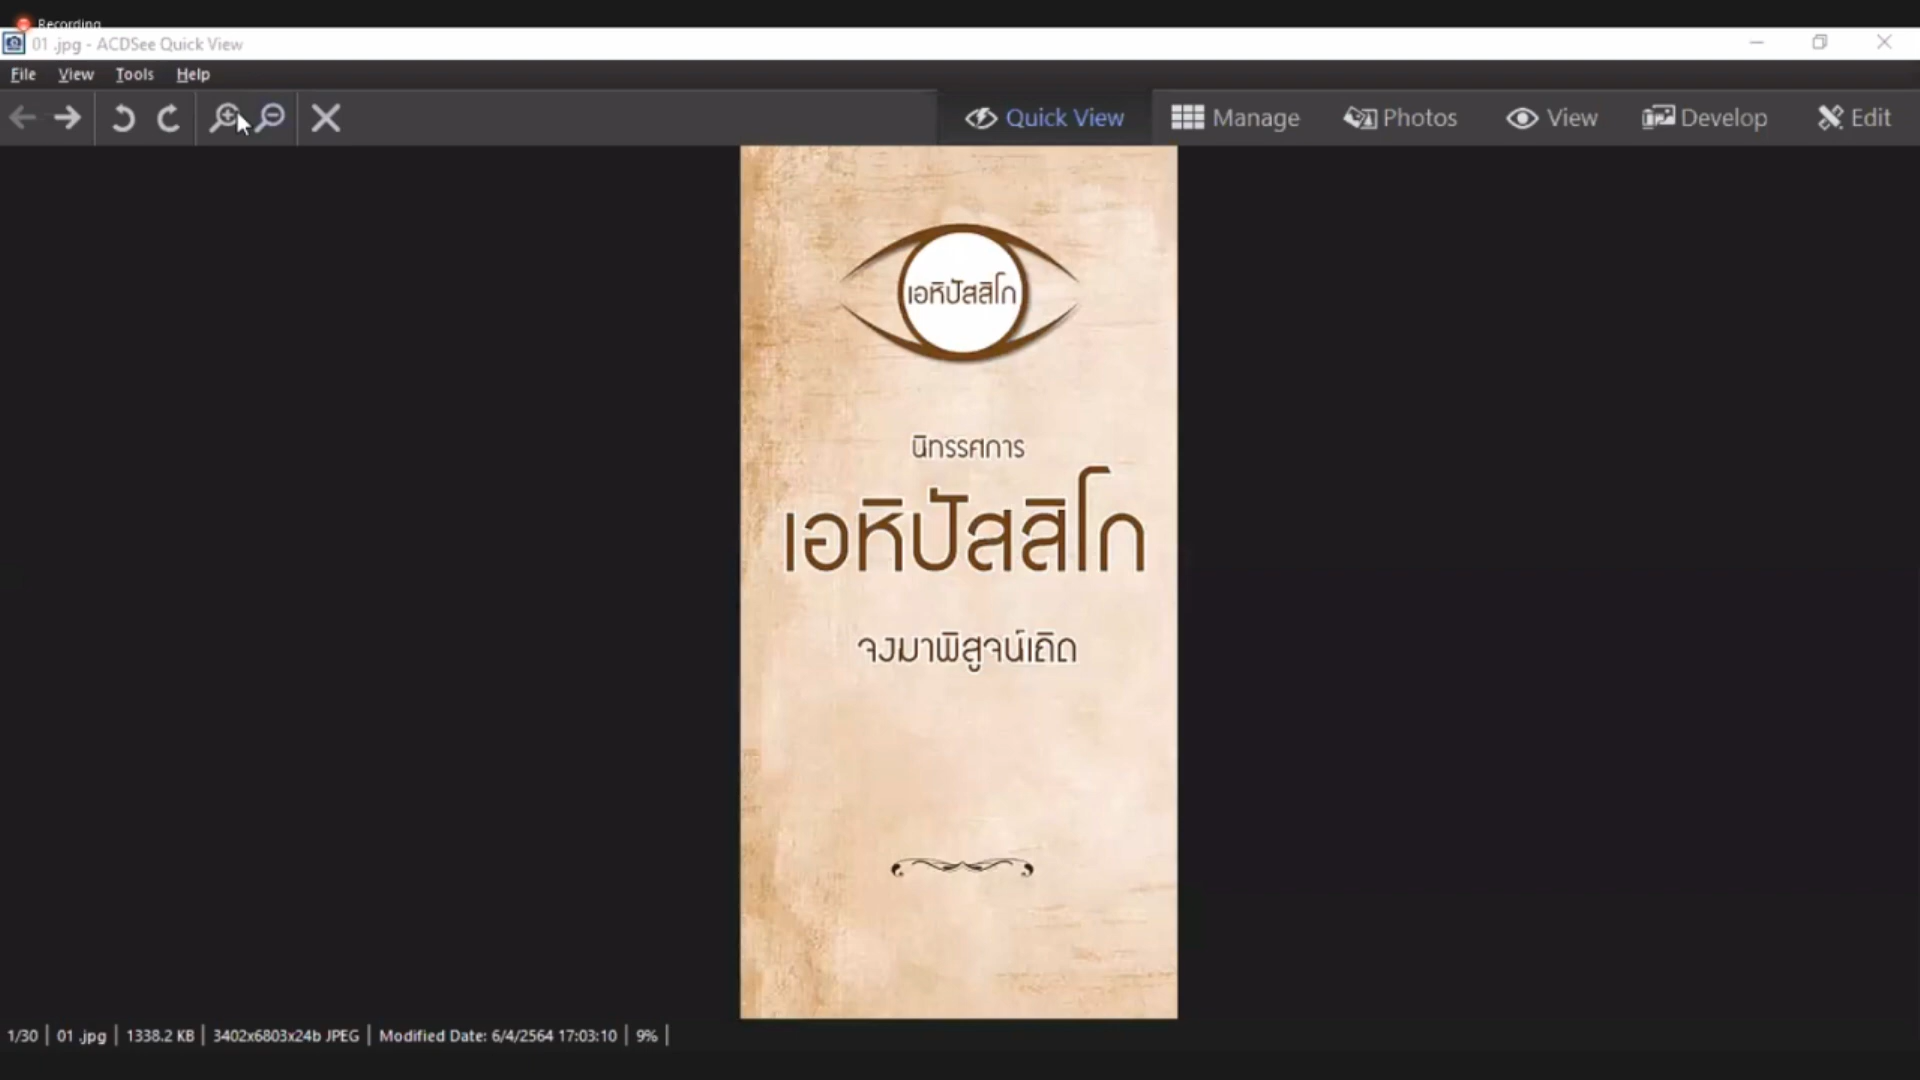 Recording
01 .jpg - ACDSee Quick View
File View Tools Help
Quick View Manage Photos View Develop Edit
เอหิปัสสิโก
นิทรรศการ
เอหิปัสสิโก
จงมาพิสูจน์เถิด
1/30 | 01 .jpg | 1338.2 KB | 3402x6803x24b JPEG | Modified Date: 6/4/2564 17:03:10 | 9% |